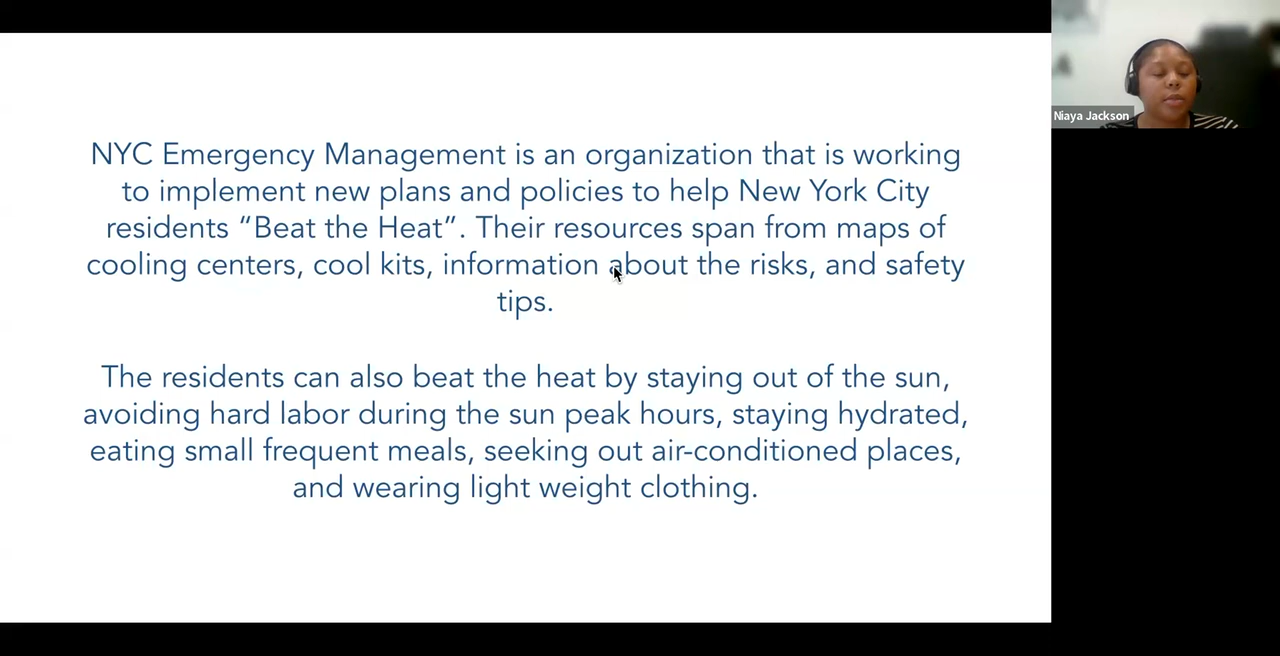 NYC Emergency Management is an organization that is working
to implement new plans and policies to help New York City
residents “Beat the Heat”. Their resources span from maps of
cooling centers, cool kits, information about the risks, and safety
tips.
The residents can also beat the heat by staying out of the sun,
avoiding hard labor during the sun peak hours, staying hydrated,
eating small frequent meals, seeking out air-conditioned places,
and wearing light weight clothing.
Niaya Jackson